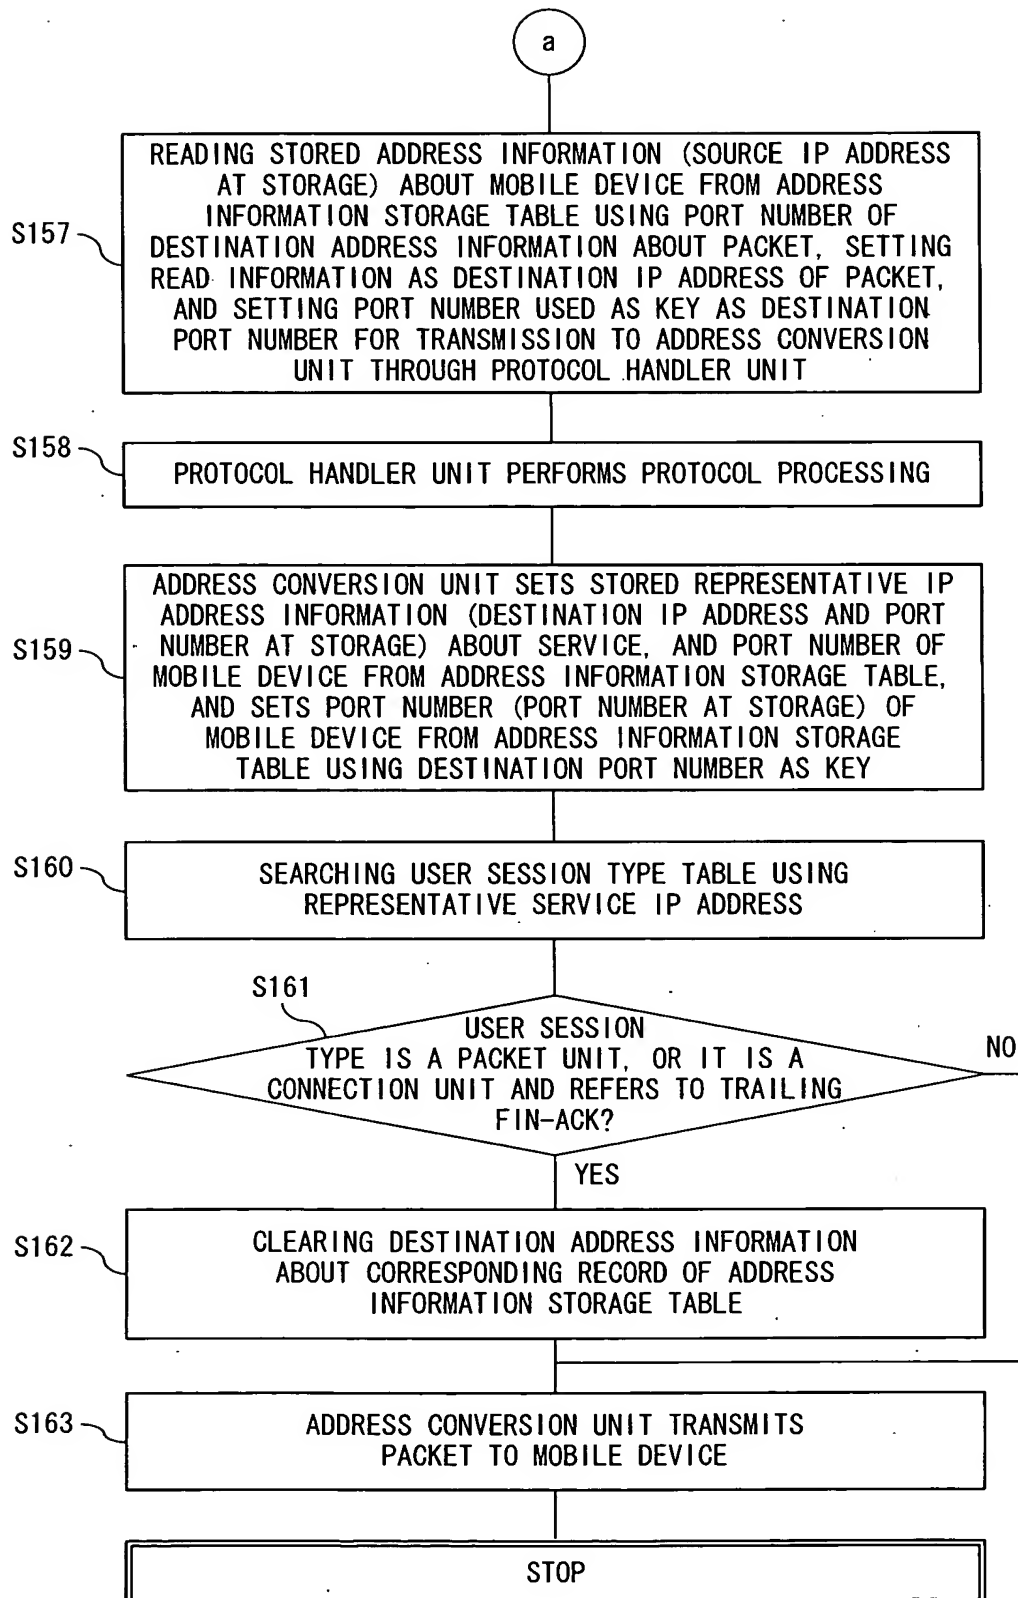 a
READING STORED ADDRESS INFORMATION (SOURCE IP ADDRESS
AT STORAGE) ABOUT MOBILE DEVICE FROM ADDRESS
INFORMATION STORAGE TABLE USING PORT NUMBER OF
DESTINATION ADDRESS INFORMATION ABOUT PACKET, SETTING
READ INFORMATION AS DESTINATION IP ADDRESS OF PACKET,
AND SETTING PORT NUMBER USED AS KEY AS DESTINATION
PORT NUMBER FOR TRANSMISSION TO ADDRESS CONVERSION
UNIT THROUGH PROTOCOL HANDLER UNIT
S157
S158
PROTOCOL HANDLER UNIT PERFORMS PROTOCOL PROCESSING
ADDRESS CONVERSION UNIT SETS STORED REPRESENTATIVE IP
ADDRESS INFORMATION (DESTINATION IP ADDRESS AND PORT
NUMBER AT STORAGE) ABOUT SERVICE, AND PORT NUMBER OF
MOBILE DEVICE FROM ADDRESS INFORMATION STORAGE TABLE,
AND SETS PORT NUMBER (PORT NUMBER AT STORAGE) OF
MOBILE DEVICE FROM ADDRESS INFORMATION STORAGE
TABLE USING DESTINATION PORT NUMBER AS KEY
S159
S160
SEARCHING USER SESSION TYPE TABLE USING
REPRESENTATIVE SERVICE IP ADDRESS
S161
USER SESSION
TYPE IS A PACKET UNIT, OR IT IS A
CONNECTION UNIT AND REFERS TO TRAILING
FIN-ACK?
NO
YES
S162
CLEARING DESTINATION ADDRESS INFORMATION
ABOUT CORRESPONDING RECORD OF ADDRESS
INFORMATION STORAGE TABLE
S163
ADDRESS CONVERSION UNIT TRANSMITS
PACKET TO MOBILE DEVICE
STOP